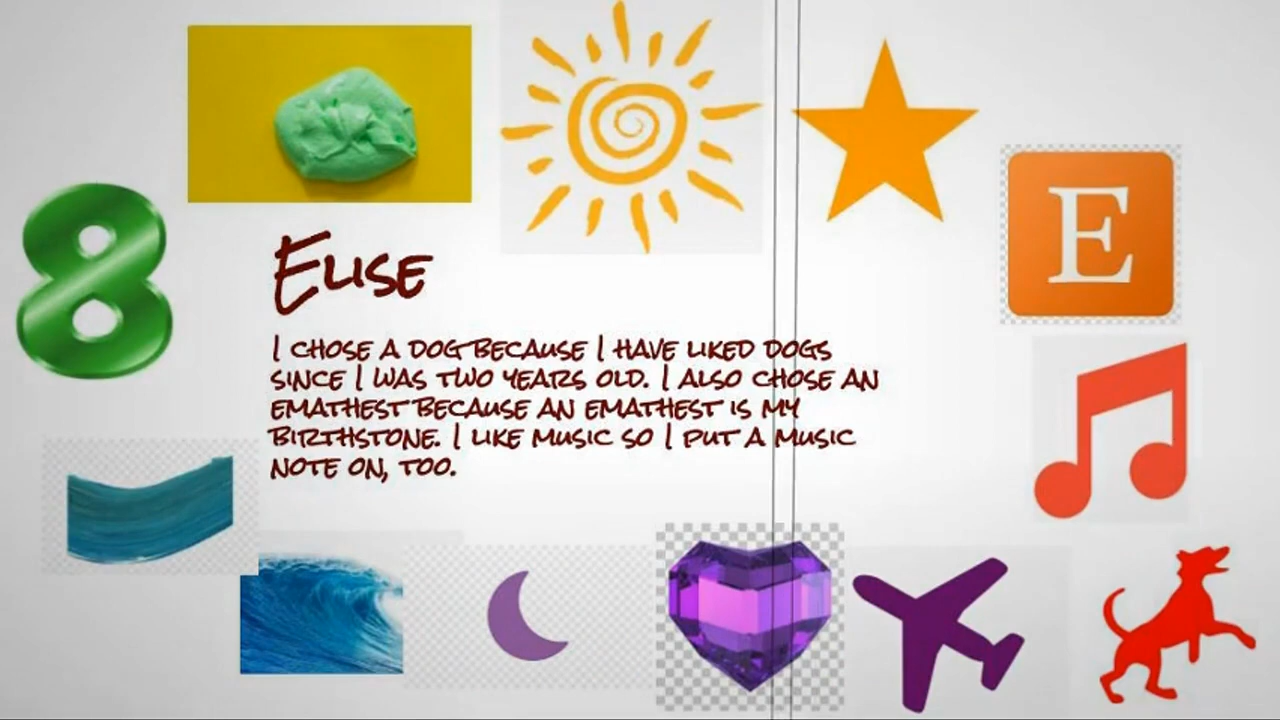 8
E
Elise
I chose a dog because I have liked dogs
since I was two years old. I also chose an
emathest because an emathest is my
birthstone. I like music so I put a music
note on, too.